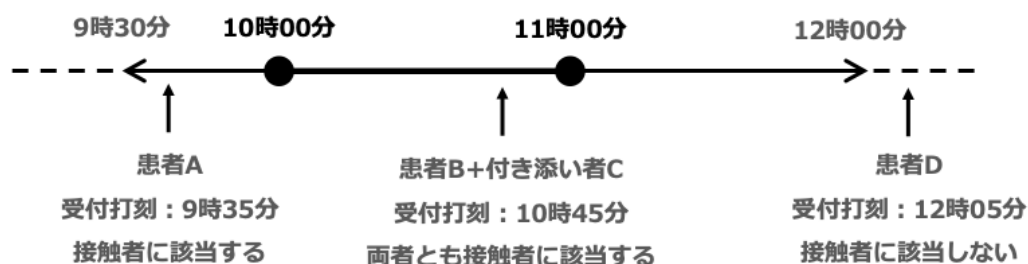 9時30分
10時00分
11時00分
12時00分
患者A
受付打刻：9時35分
接触者に該当する
患者B+付き添い者C
受付打刻：10時45分
両者とも接触者に該当する
患者D
受付打刻：12時05分
接触者に該当しない